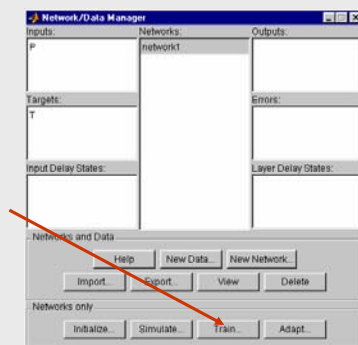 Network/Data Manager
Inputs:
Networks:
Outputs:
P
network1
Targets:
Errors:
T
Input Delay States:
Layer Delay States:
Networks and Data
Help
New Data...
New Network...
Import...
Export...
View
Delete
Networks only
Initialize...
Simulate...
Train...
Adapt...